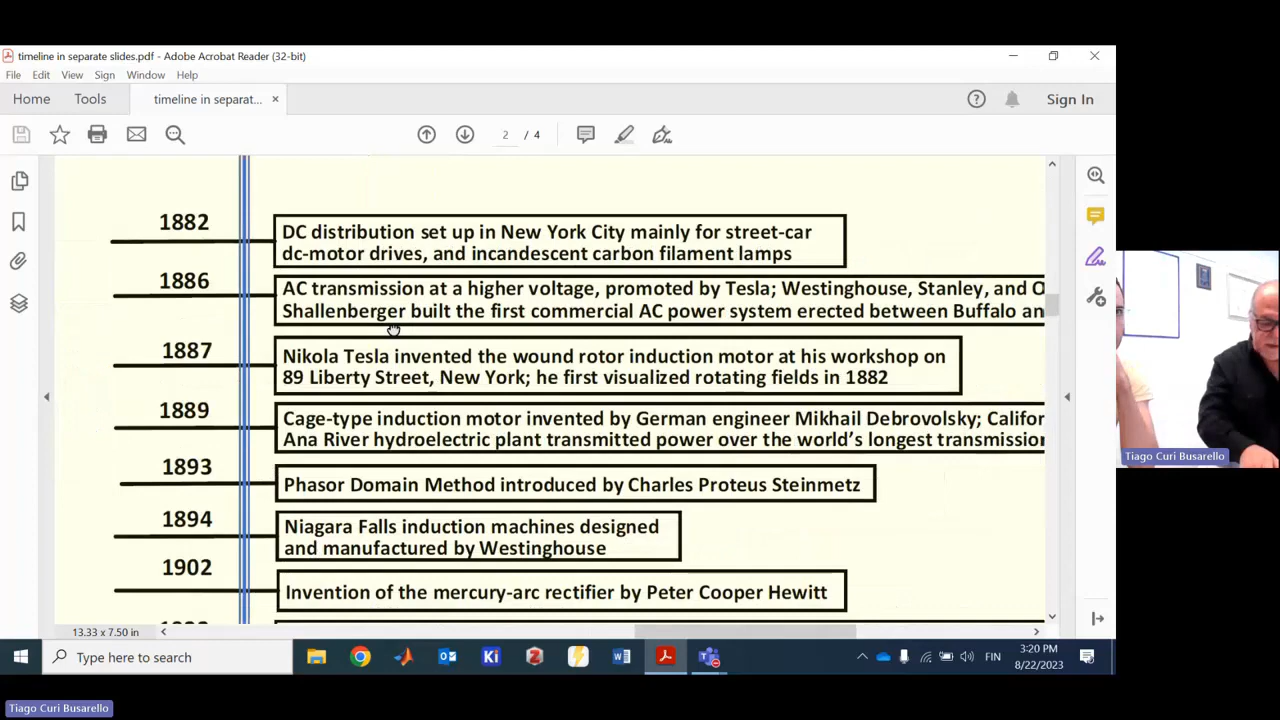 timeline in separate slides.pdf - Adobe Acrobat Reader (32-bit)
File Edit View Sign Window Help
Home Tools timeline in separat... × Sign In
2 / 4
1882
DC distribution set up in New York City mainly for street-car
dc-motor drives, and incandescent carbon filament lamps
1886
AC transmission at a higher voltage, promoted by Tesla; Westinghouse, Stanley, and O
Shallenberger built the first commercial AC power system erected between Buffalo an
1887
Nikola Tesla invented the wound rotor induction motor at his workshop on
89 Liberty Street, New York; he first visualized rotating fields in 1882
1889
Cage-type induction motor invented by German engineer Mikhail Debrovolsky; Califor
Ana River hydroelectric plant transmitted power over the world's longest transmission
1893
Phasor Domain Method introduced by Charles Proteus Steinmetz
1894
Niagara Falls induction machines designed
and manufactured by Westinghouse
1902
Invention of the mercury-arc rectifier by Peter Cooper Hewitt
13.33 x 7.50 in
Type here to search
Ki
FIN
3:20 PM
8/22/2023
Tiago Curi Busarello
Tiago Curi Busarello